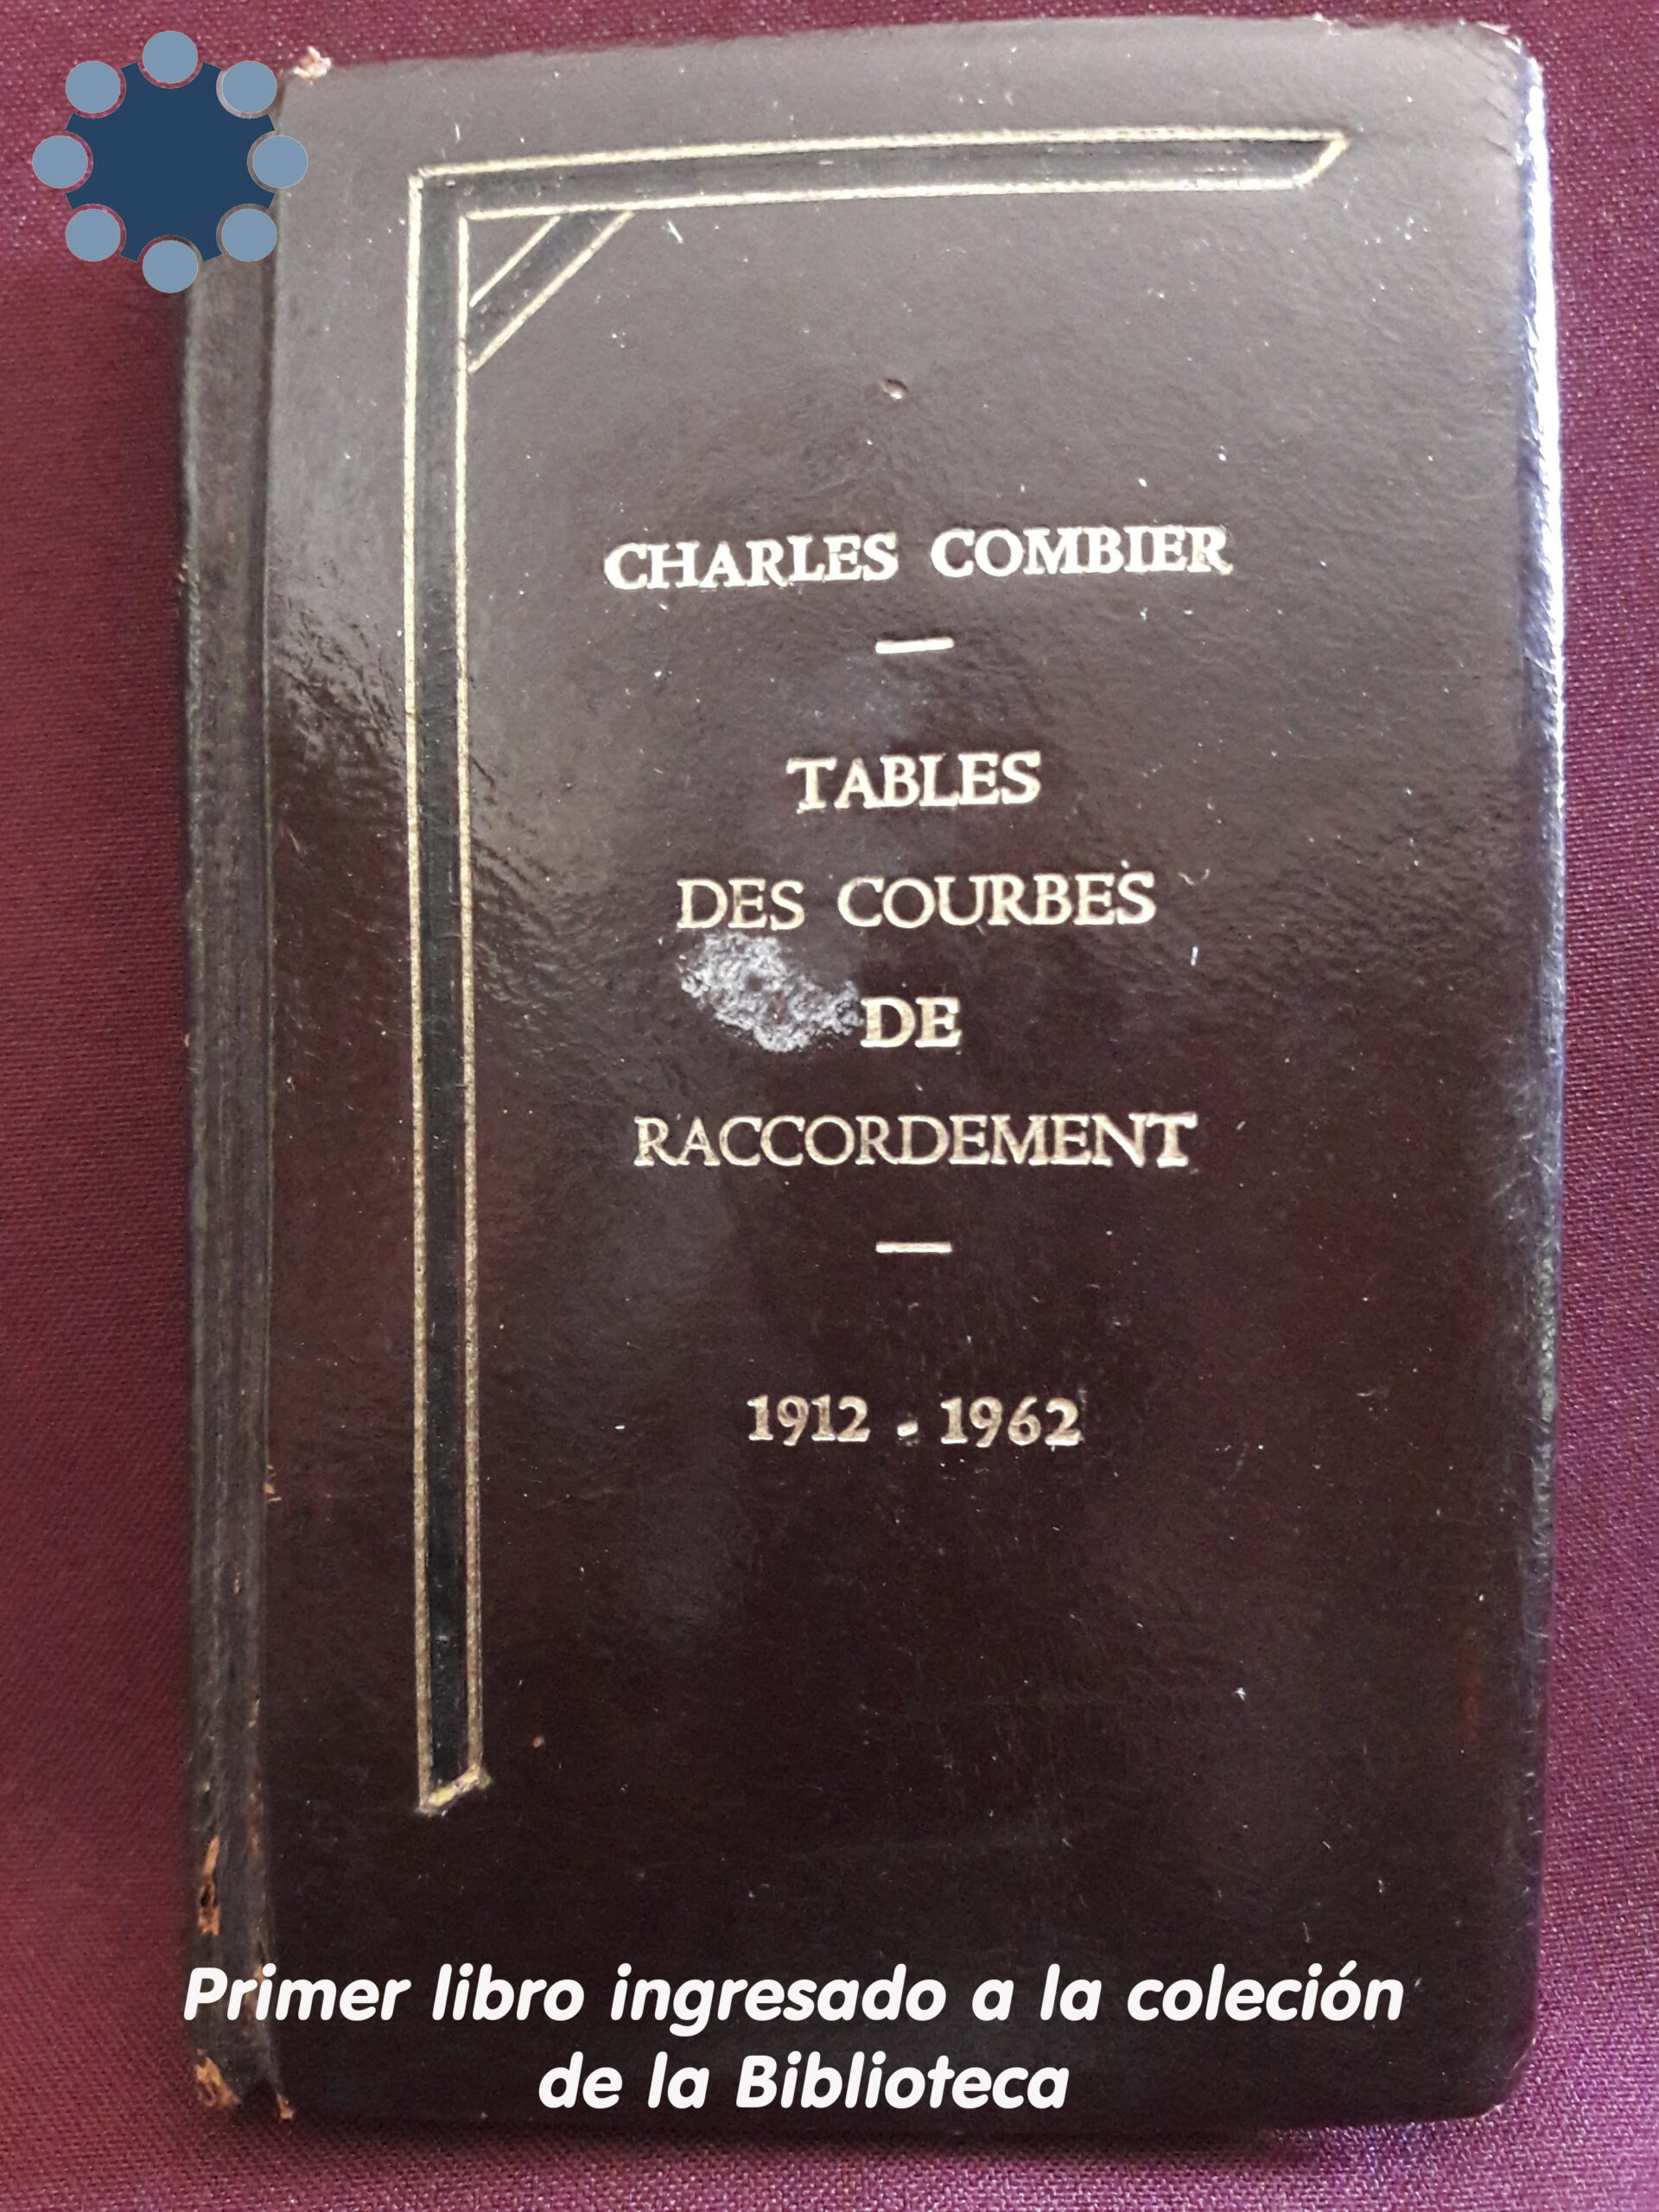 CHARLES COMBIER
TABLES
DES COURBES
DE
RACCORDEMENT
1912 - 1962
Primer libro ingresado a la coleción
de la Biblioteca